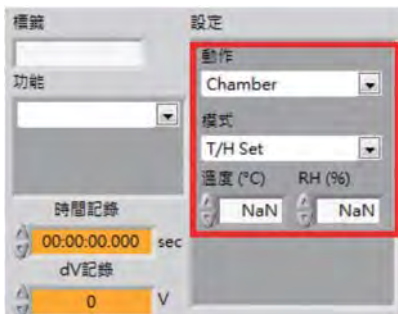 標籤
功能
時間記錄
00:00:00.000 sec
dV記錄
0 V
設定
動作
Chamber
模式
T/H Set
溫度 (°C) RH (%)
NaN NaN